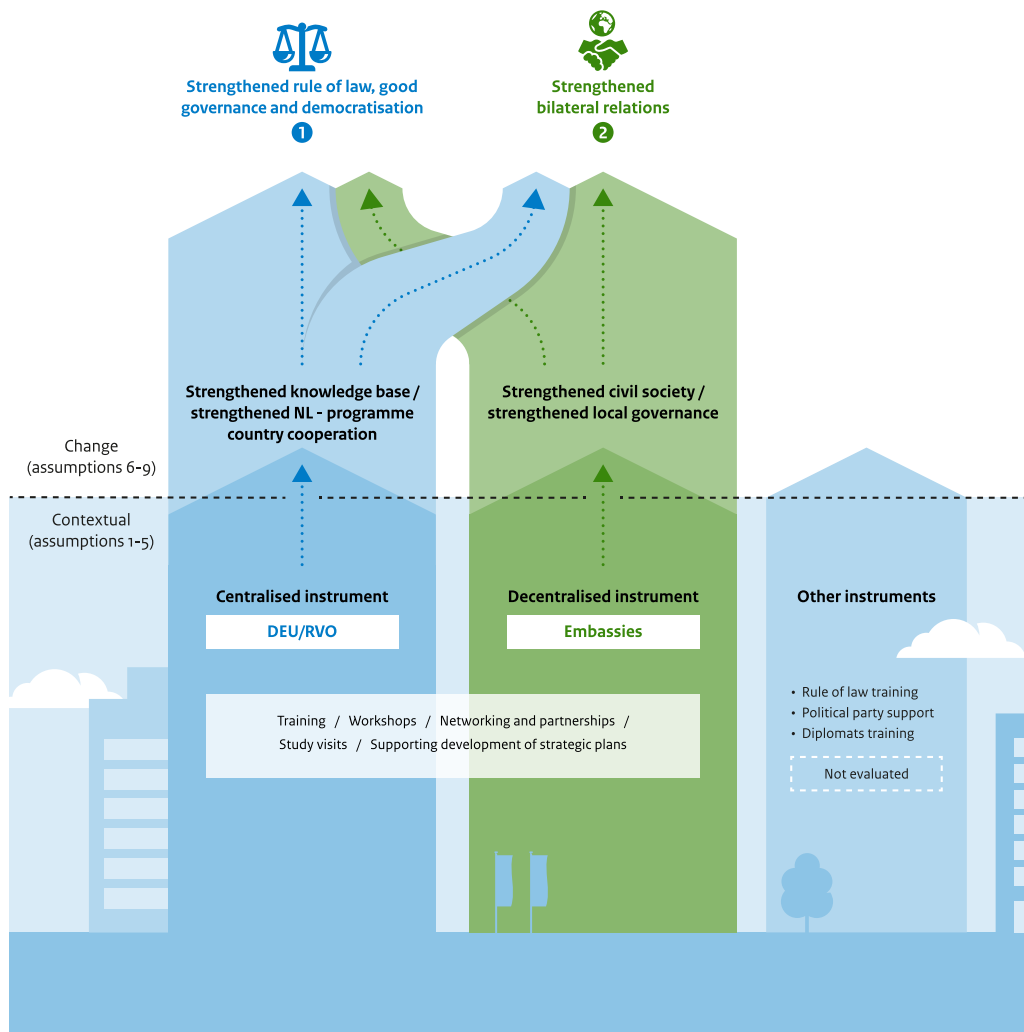 Strengthened rule of law, good
governance and democratisation
1
Strengthened
bilateral relations
2
Strengthened knowledge base /
strengthened NL - programme
country cooperation
Strengthened civil society /
strengthened local governance
Change
(assumptions 6-9)
Contextual
(assumptions 1-5)
Centralised instrument
DEU/RVO
Decentralised instrument
Embassies
Other instruments
Training / Workshops / Networking and partnerships /
Study visits / Supporting development of strategic plans
• Rule of law training
• Political party support
• Diplomats training
Not evaluated